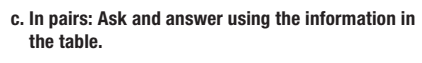 c. In pairs: Ask and answer using the information in
the table.